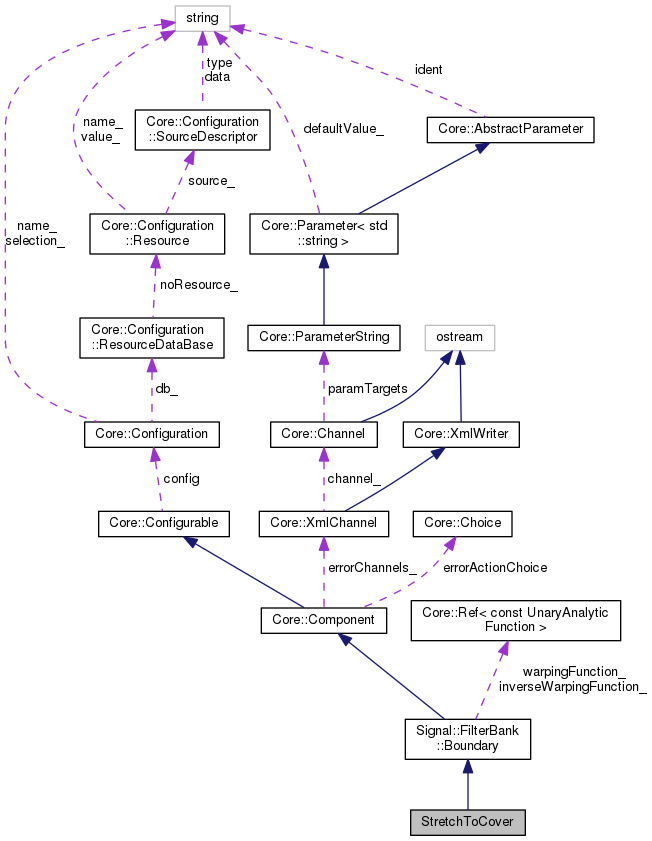 string
type
data
ident
Core::Configuration
::SourceDescriptor
name_
value_
defaultValue_
Core::AbstractParameter
source_
name_
selection_
Core::Configuration
::Resource
Core::Parameter< std
::string >
noResource_
Core::Configuration
::ResourceDataBase
Core::ParameterString
ostream
db_
paramTargets
Core::Configuration
Core::Channel
Core::XmlWriter
config
channel_
Core::Configurable
Core::XmlChannel
Core::Choice
errorChannels_
errorActionChoice
Core::Component
Core::Ref< const UnaryAnalytic
Function >
warpingFunction_
inverseWarpingFunction_
Signal::FilterBank
::Boundary
StretchToCover